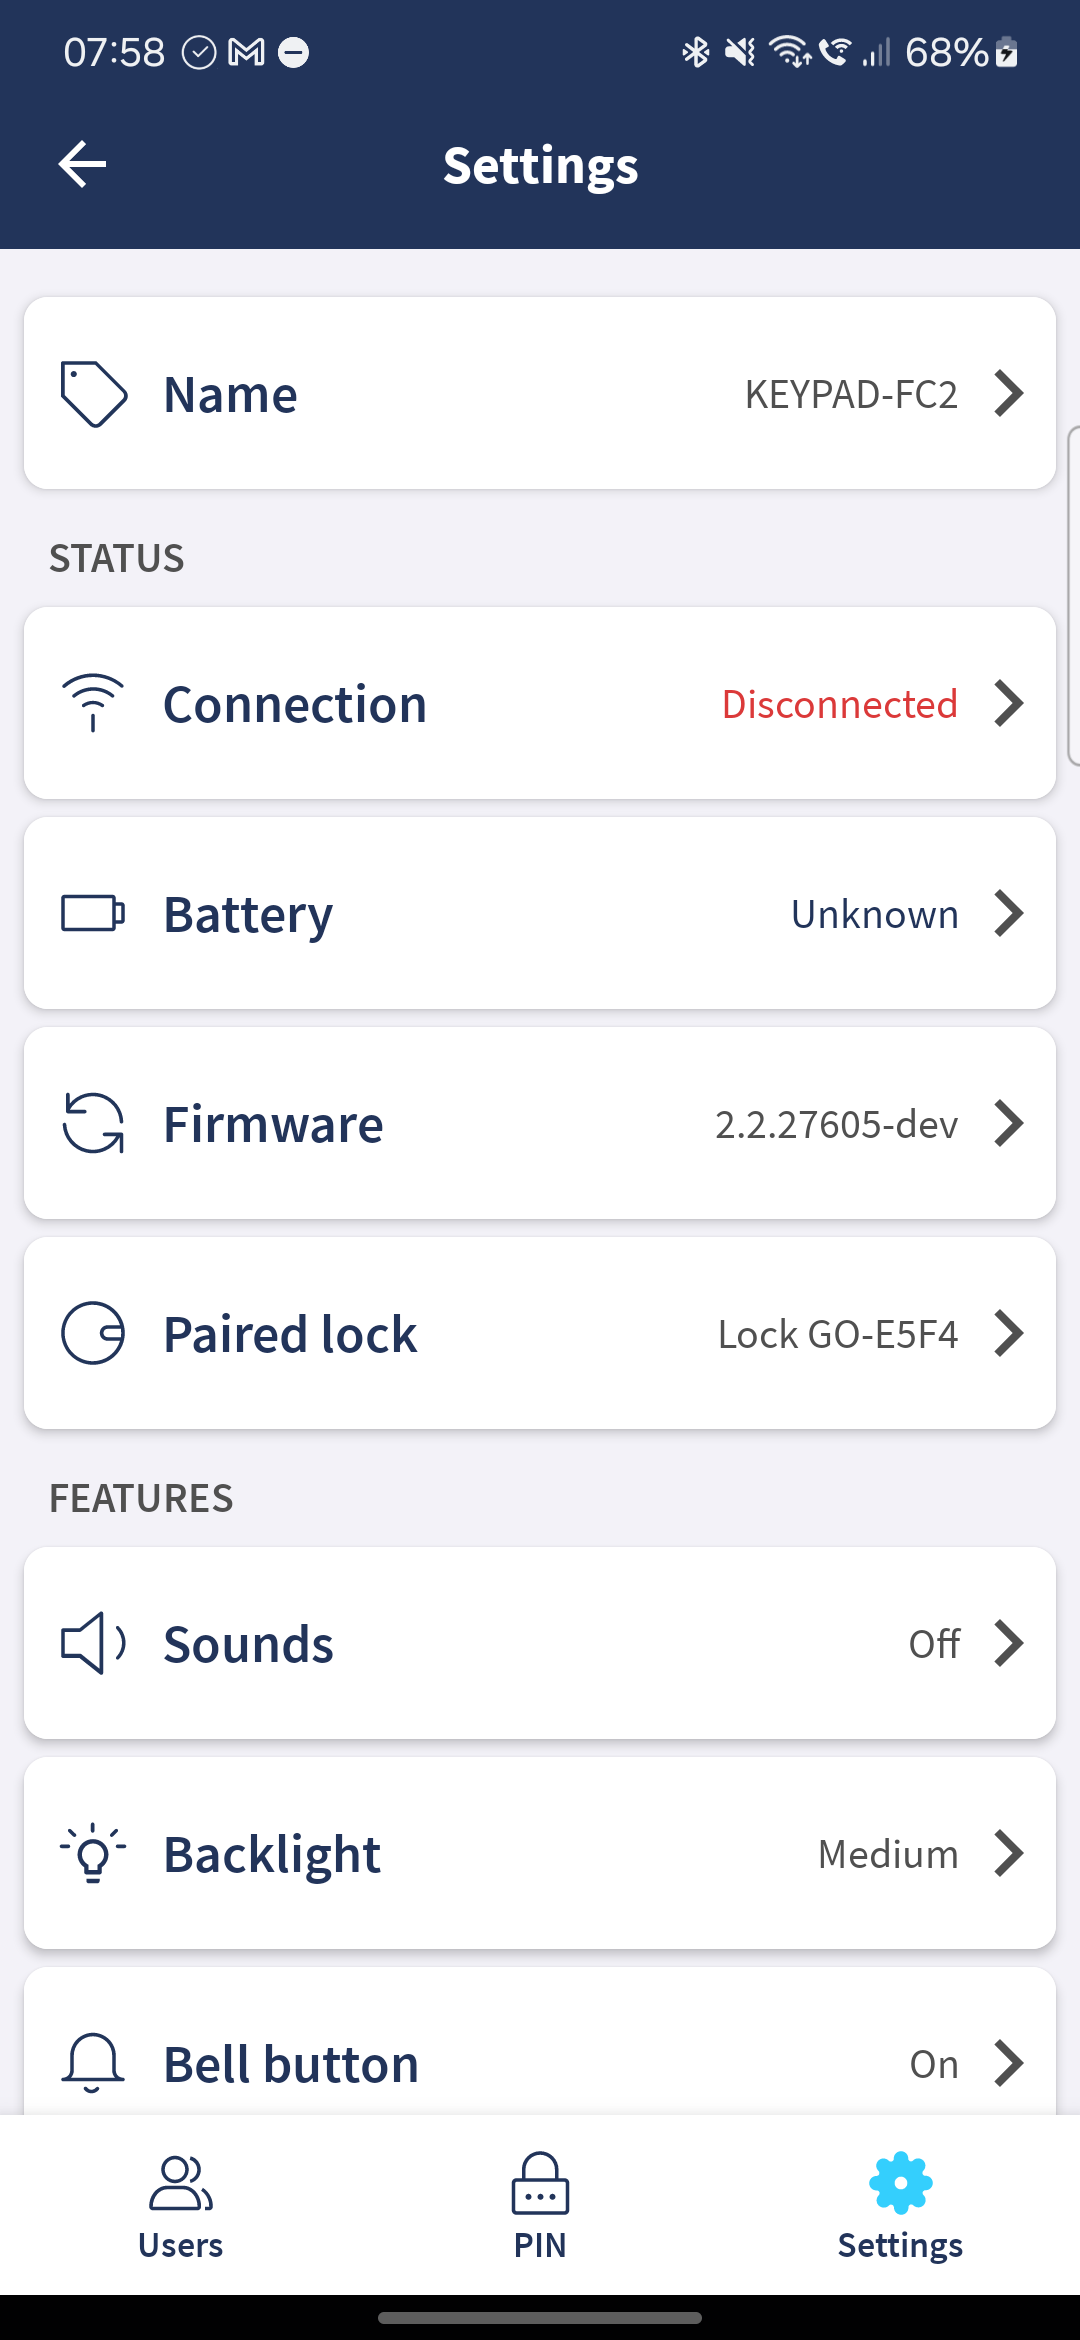 07:58 68%
Settings
Name KEYPAD-FC2
STATUS
Connection Disconnected
Battery Unknown
Firmware 2.2.27605-dev
Paired lock Lock GO-E5F4
FEATURES
Sounds Off
Backlight Medium
Bell button On
Users PIN Settings